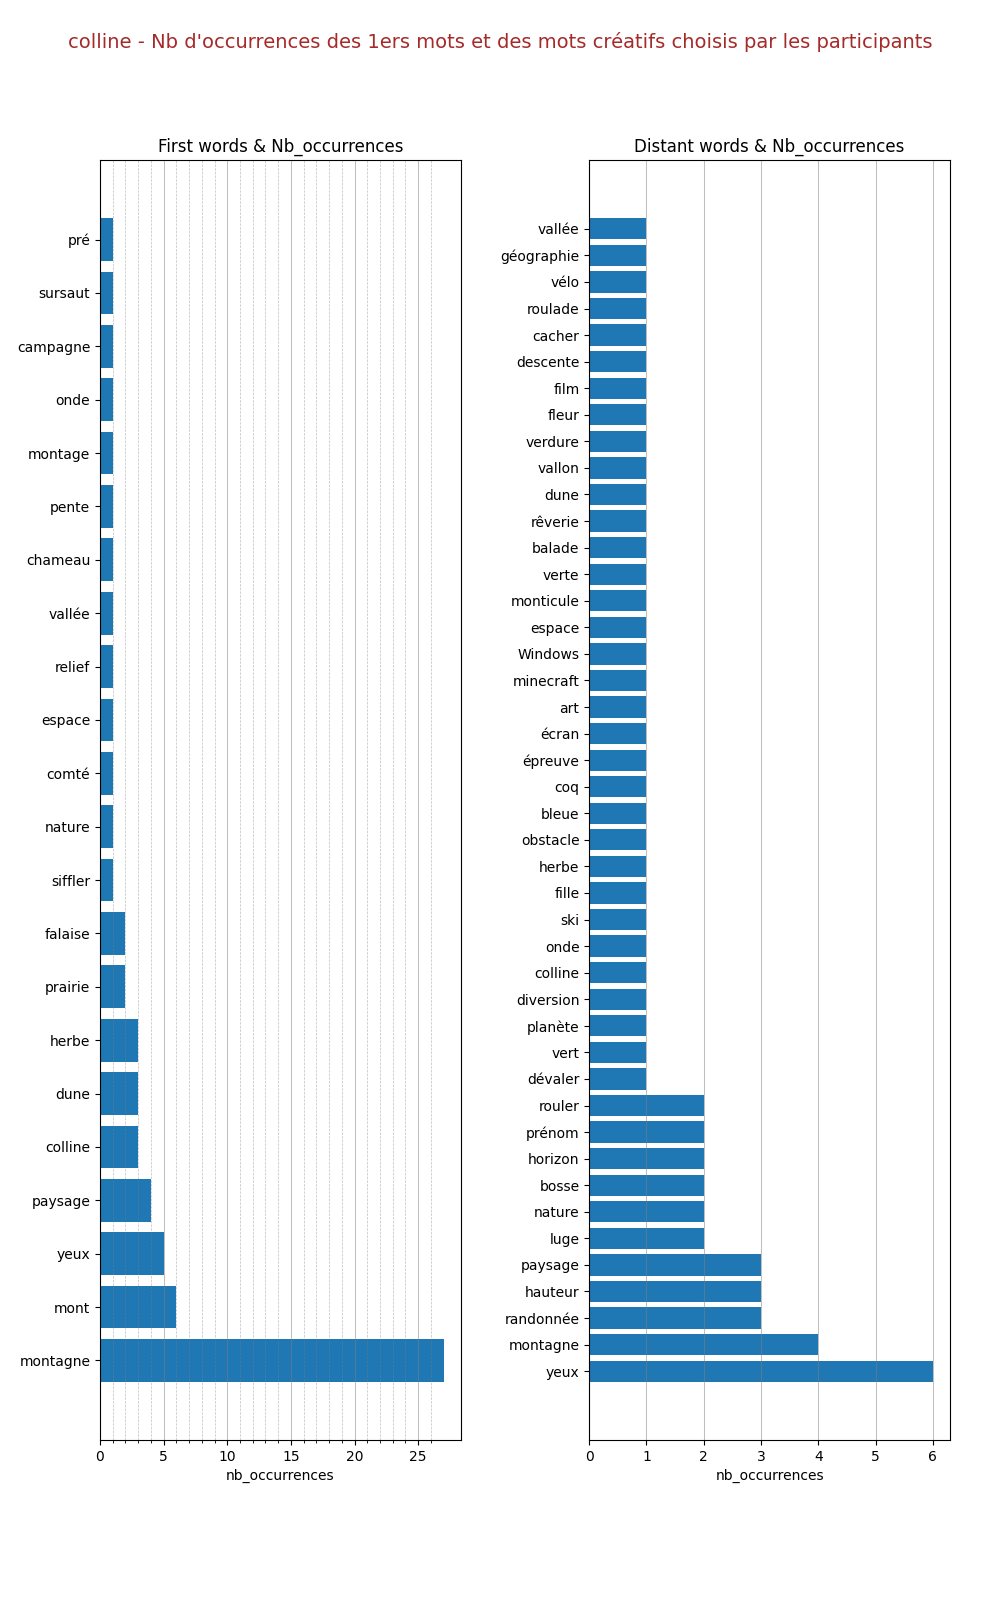 colline - Nb d'occurrences des 1ers mots et des mots créatifs choisis par les participants
First words & Nb_occurrences
pré
sursaut
campagne
onde
montage
pente
chameau
vallée
relief
espace
comté
nature
siffler
falaise
prairie
herbe
dune
colline
paysage
yeux
mont
montagne
0 5 10 15 20 25
nb_occurrences
Distant words & Nb_occurrences
vallée
géographie
vélo
roulade
cacher
descente
film
fleur
verdure
vallon
dune
rêverie
balade
verte
monticule
espace
Windows
minecraft
art
écran
épreuve
coq
bleue
obstacle
herbe
fille
ski
onde
colline
diversion
planète
vert
dévaler
rouler
prénom
horizon
bosse
nature
luge
paysage
hauteur
randonnée
montagne
yeux
0 1 2 3 4 5 6
nb_occurrences